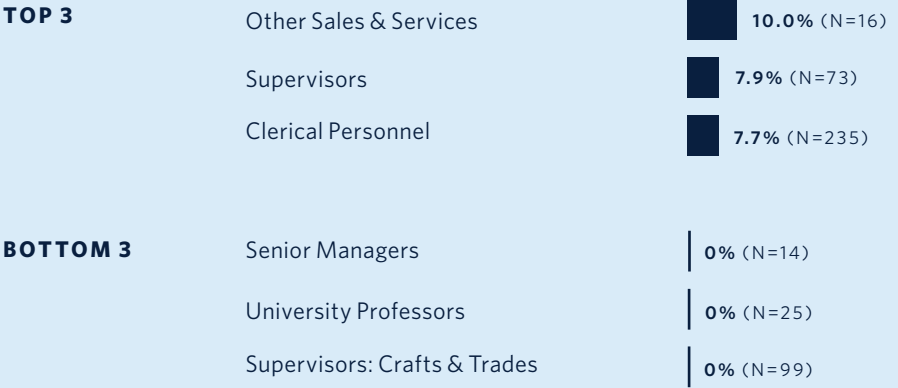 TOP 3 Other Sales & Services 10.0% (N=16)
Supervisors 7.9% (N=73)
Clerical Personnel 7.7% (N=235)
BOTTOM 3 Senior Managers 0% (N=14)
University Professors 0% (N=25)
Supervisors: Crafts & Trades 0% (N=99)